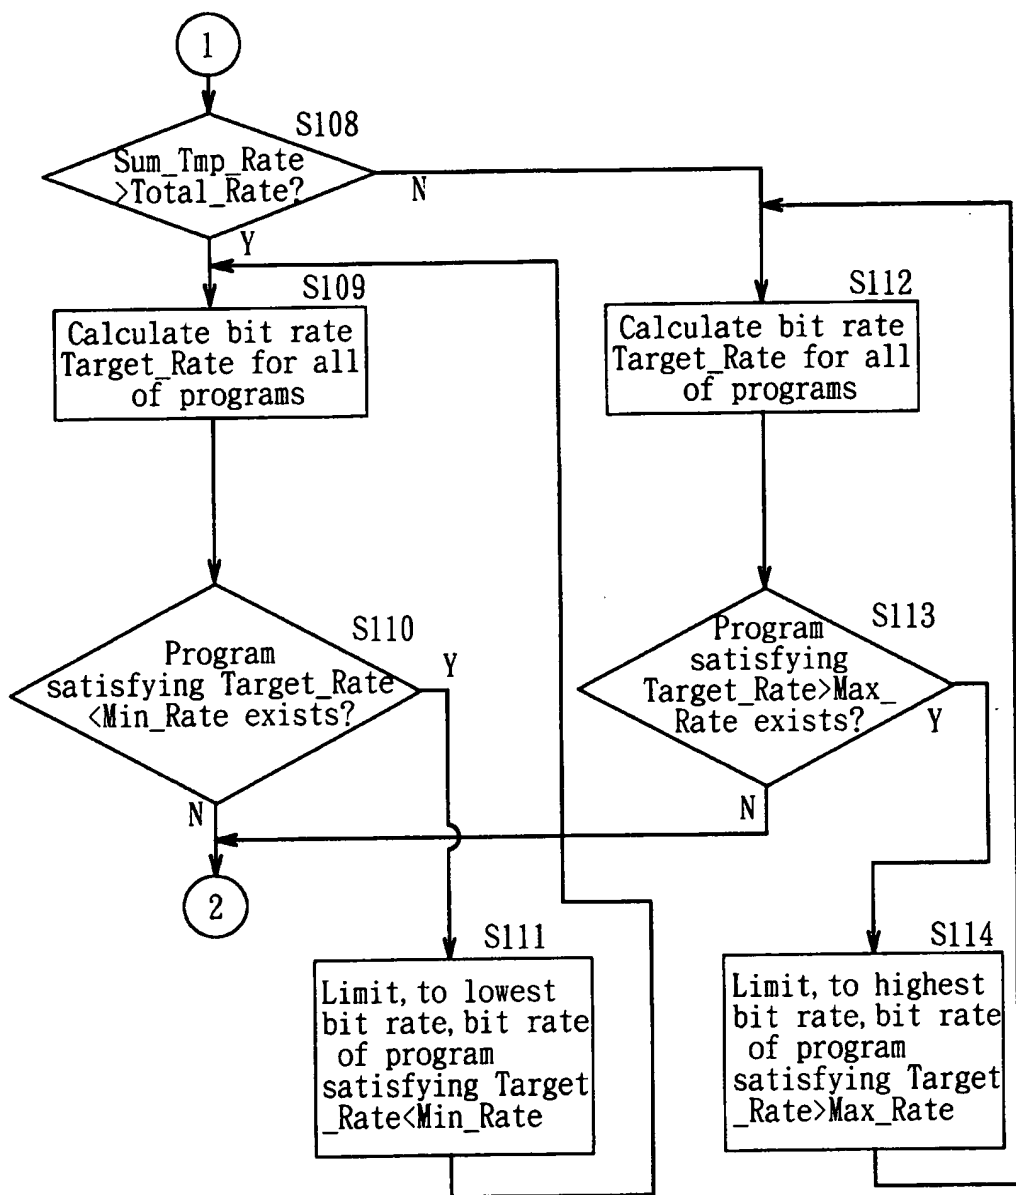 1
S108
Sum_Tmp_Rate
>Total_Rate?
N
Y
S109
Calculate bit rate
Target_Rate for all
of programs
S112
Calculate bit rate
Target_Rate for all
of programs
S110
Program
satisfying Target_Rate
<Min_Rate exists?
Y
N
S113
Program
satisfying
Target_Rate>Max_
Rate exists?
Y
N
2
S111
Limit, to lowest
bit rate, bit rate
of program
satisfying Target
_Rate<Min_Rate
S114
Limit, to highest
bit rate, bit rate
of program
satisfying Target
_Rate>Max_Rate